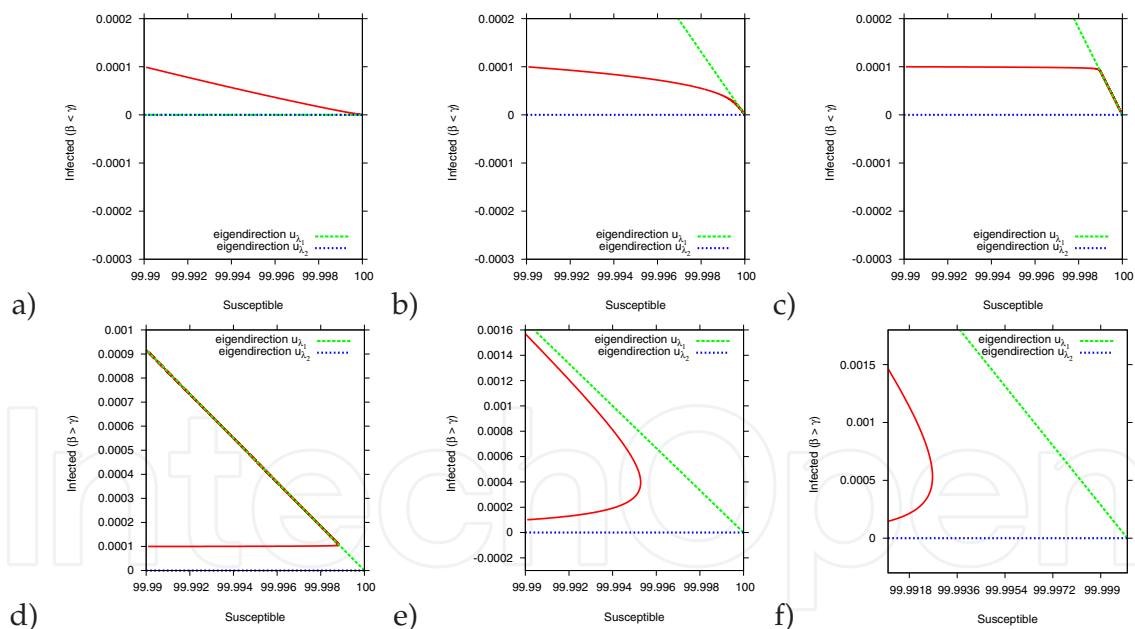 0.0002
0.0001
0
-0.0001
-0.0002
-0.0003
Infected (β < γ)
eigendirection uλ1
eigendirection uλ2
99.99 99.992 99.994 99.996 99.998 100
Susceptible
a)
0.0002
0.0001
0
-0.0001
-0.0002
-0.0003
Infected (β < γ)
eigendirection uλ1
eigendirection uλ2
99.99 99.992 99.994 99.996 99.998 100
Susceptible
b)
0.0002
0.0001
0
-0.0001
-0.0002
-0.0003
Infected (β < γ)
eigendirection uλ1
eigendirection uλ2
99.99 99.992 99.994 99.996 99.998 100
Susceptible
c)
0.001
0.0009
0.0008
0.0007
0.0006
0.0005
0.0004
0.0003
0.0002
0.0001
0
Infected (β > γ)
eigendirection uλ1
eigendirection uλ2
99.99 99.992 99.994 99.996 99.998 100
Susceptible
d)
0.0016
0.0014
0.0012
0.001
0.0008
0.0006
0.0004
0.0002
0
-0.0002
Infected (β > γ)
eigendirection uλ1
eigendirection uλ2
99.99 99.992 99.994 99.996 99.998 100
Susceptible
e)
0.0015
0.001
0.0005
0
Infected (β > γ)
eigendirection uλ1
eigendirection uλ2
99.9918 99.9936 99.9954 99.9972 99.999
Susceptible
f)
IntechOpen